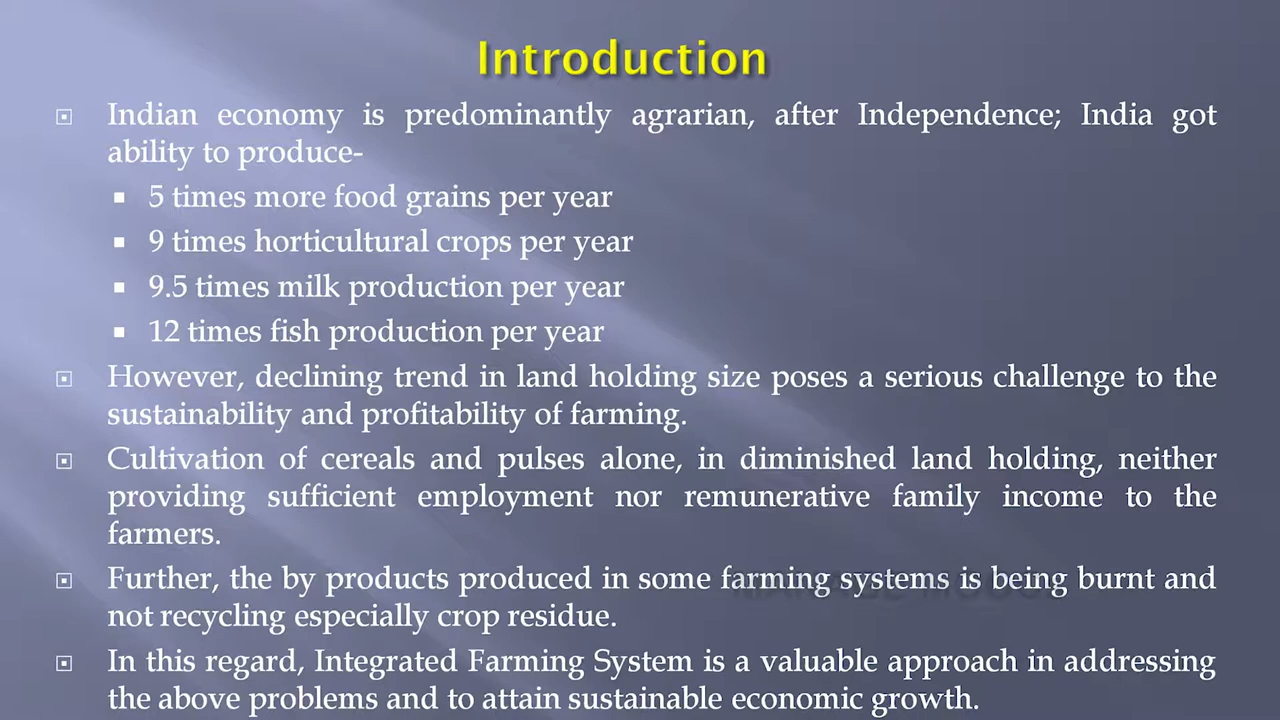 Introduction
Indian economy is predominantly agrarian, after Independence; India got
ability to produce-
5 times more food grains per year
9 times horticultural crops per year
9.5 times milk production per year
12 times fish production per year
However, declining trend in land holding size poses a serious challenge to the
sustainability and profitability of farming.
Cultivation of cereals and pulses alone, in diminished land holding, neither
providing sufficient employment nor remunerative family income to the
farmers.
Further, the by products produced in some farming systems is being burnt and
not recycling especially crop residue.
In this regard, Integrated Farming System is a valuable approach in addressing
the above problems and to attain sustainable economic growth.